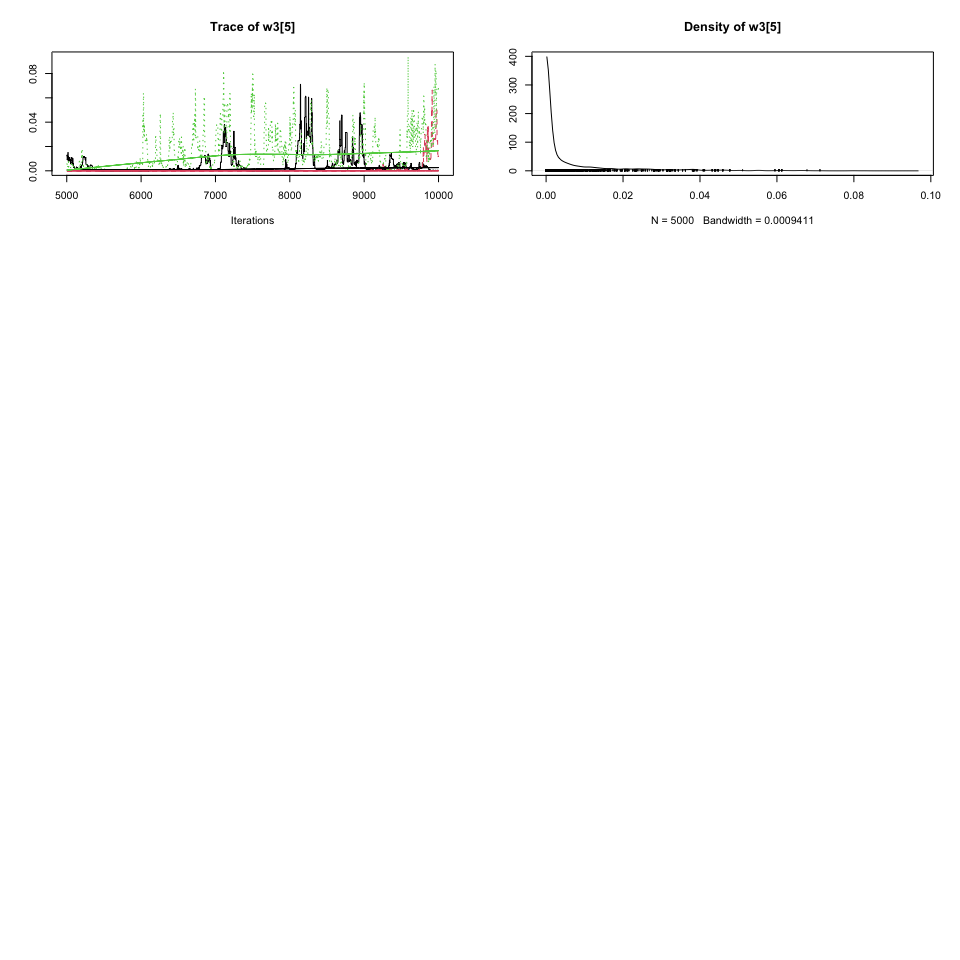 Trace of w3[5]
0.00 0.04 0.08
5000 6000 7000 8000 9000 10000
Iterations
Density of w3[5]
0 100 200 300 400
0.00 0.02 0.04 0.06 0.08 0.10
N = 5000 Bandwidth = 0.0009411